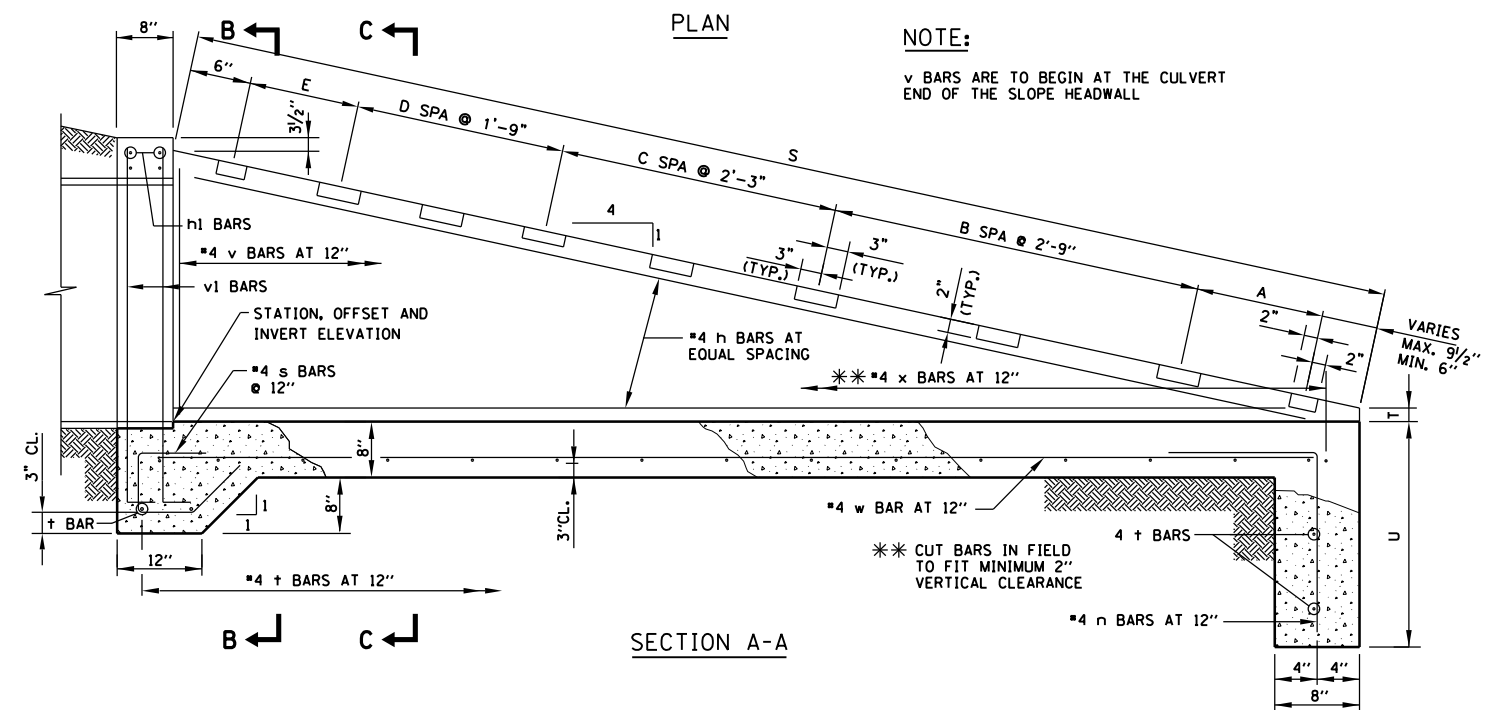 PLAN
NOTE:
v BARS ARE TO BEGIN AT THE CULVERT
END OF THE SLOPE HEADWALL
8"
B
C
6"
E
3½"
D SPA @ 1'-9"
C SPA @ 2'-3"
S
B SPA @ 2'-9"
A
4
1
3"
(TYP.)
3"
(TYP.)
2"
(TYP.)
2"
2"
VARIES
MAX. 9½"
MIN. 6"
T
h1 BARS
#4 v BARS AT 12"
v1 BARS
STATION, OFFSET AND
INVERT ELEVATION
#4 s BARS
@ 12"
#4 h BARS AT
EQUAL SPACING
**#4 x BARS AT 12"
3" CL.
8"
8"
1
1
3"CL.
t BAR
12"
#4 t BARS AT 12"
#4 w BAR AT 12"
** CUT BARS IN FIELD
TO FIT MINIMUM 2"
VERTICAL CLEARANCE
4 t BARS
U
#4 n BARS AT 12"
B
C
SECTION A-A
4"
4"
8"